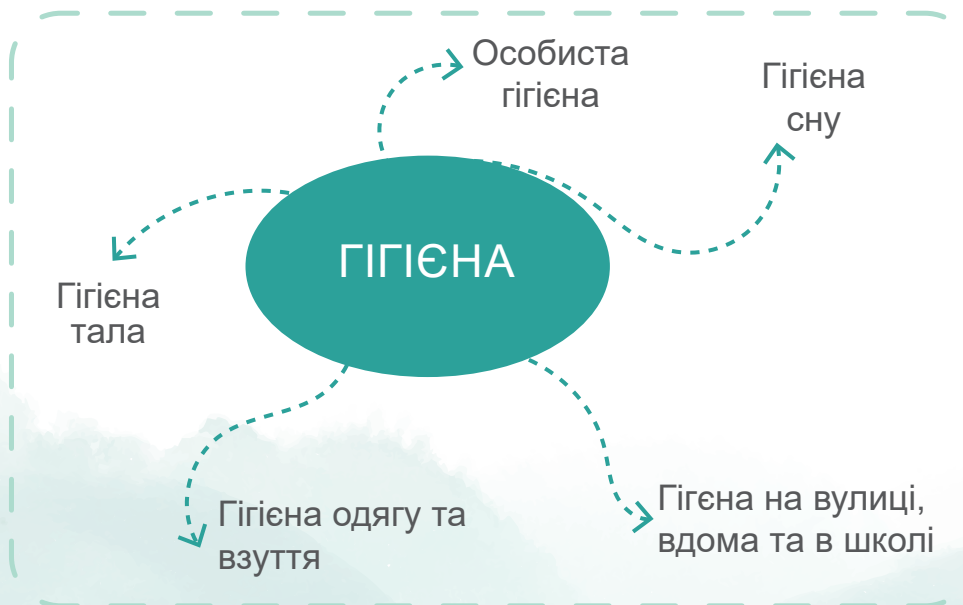 Особиста
гігієна
Гігієна
сну
ГІГІЄНА
Гігієна
тала
Гігієна одягу та
взуття
Гігєна на вулиці,
вдома та в школі